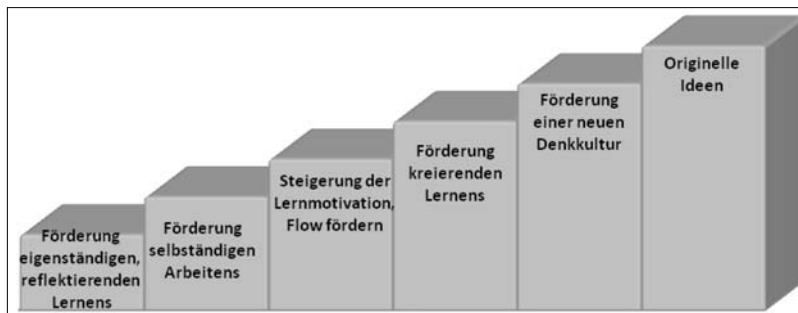 Förderung
eigenständigen,
reflektierenden
Lernens
Förderung
selbständigen
Arbeitens
Steigerung der
Lernmotivation,
Flow fördern
Förderung
kreierenden
Lernens
Förderung
einer neuen
Denkkultur
Originelle
Ideen